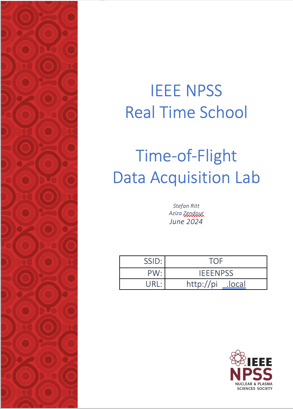 IEEE NPSS
Real Time School
Time-of-Flight
Data Acquisition Lab
Stefan Ritt
Aziza Zendour
June 2024
SSID: TOF
PW: IEEENPSS
URL: http://pi__.local
IEEE
NPSS
NUCLEAR & PLASMA
SCIENCES SOCIETY